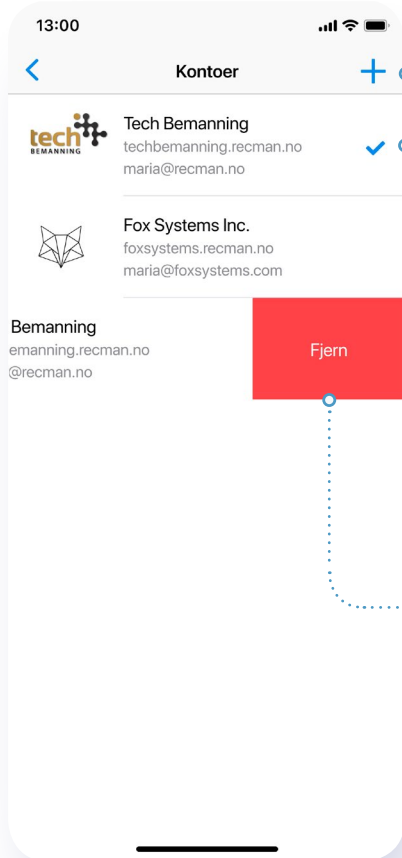 13:00
Kontoer
tech
BEMANNING
Tech Bemanning
techbemanning.recman.no
maria@recman.no
Fox Systems Inc.
foxsystems.recman.no
maria@foxsystems.com
Bemanning
emanning.recman.no
@recman.no
Fjern